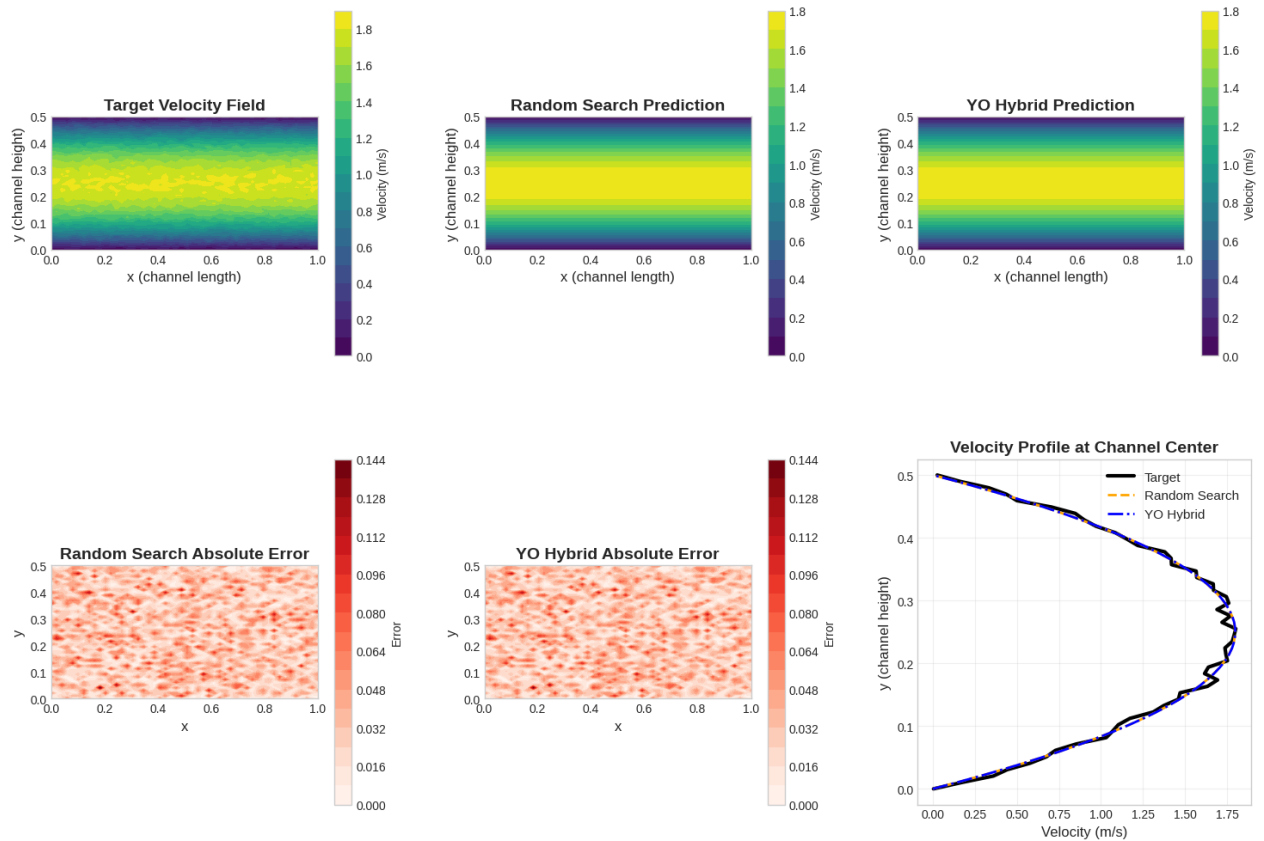 Target Velocity Field
y (channel height)
0.5
0.4
0.3
0.2
0.1
0.0
0.0 0.2 0.4 0.6 0.8 1.0
x (channel length)
1.8
1.6
1.4
1.2
1.0
0.8
0.6
0.4
0.2
0.0
Velocity (m/s)
Random Search Prediction
y (channel height)
0.5
0.4
0.3
0.2
0.1
0.0
0.0 0.2 0.4 0.6 0.8 1.0
x (channel length)
1.8
1.6
1.4
1.2
1.0
0.8
0.6
0.4
0.2
0.0
Velocity (m/s)
YO Hybrid Prediction
y (channel height)
0.5
0.4
0.3
0.2
0.1
0.0
0.0 0.2 0.4 0.6 0.8 1.0
x (channel length)
1.8
1.6
1.4
1.2
1.0
0.8
0.6
0.4
0.2
0.0
Velocity (m/s)
Random Search Absolute Error
y
0.5
0.4
0.3
0.2
0.1
0.0
0.0 0.2 0.4 0.6 0.8 1.0
x
0.144
0.128
0.112
0.096
0.080
0.064
0.048
0.032
0.016
0.000
Error
YO Hybrid Absolute Error
y
0.5
0.4
0.3
0.2
0.1
0.0
0.0 0.2 0.4 0.6 0.8 1.0
x
0.144
0.128
0.112
0.096
0.080
0.064
0.048
0.032
0.016
0.000
Error
Velocity Profile at Channel Center
Target
Random Search
YO Hybrid
y (channel height)
0.5
0.4
0.3
0.2
0.1
0.0
0.00 0.25 0.50 0.75 1.00 1.25 1.50 1.75
Velocity (m/s)